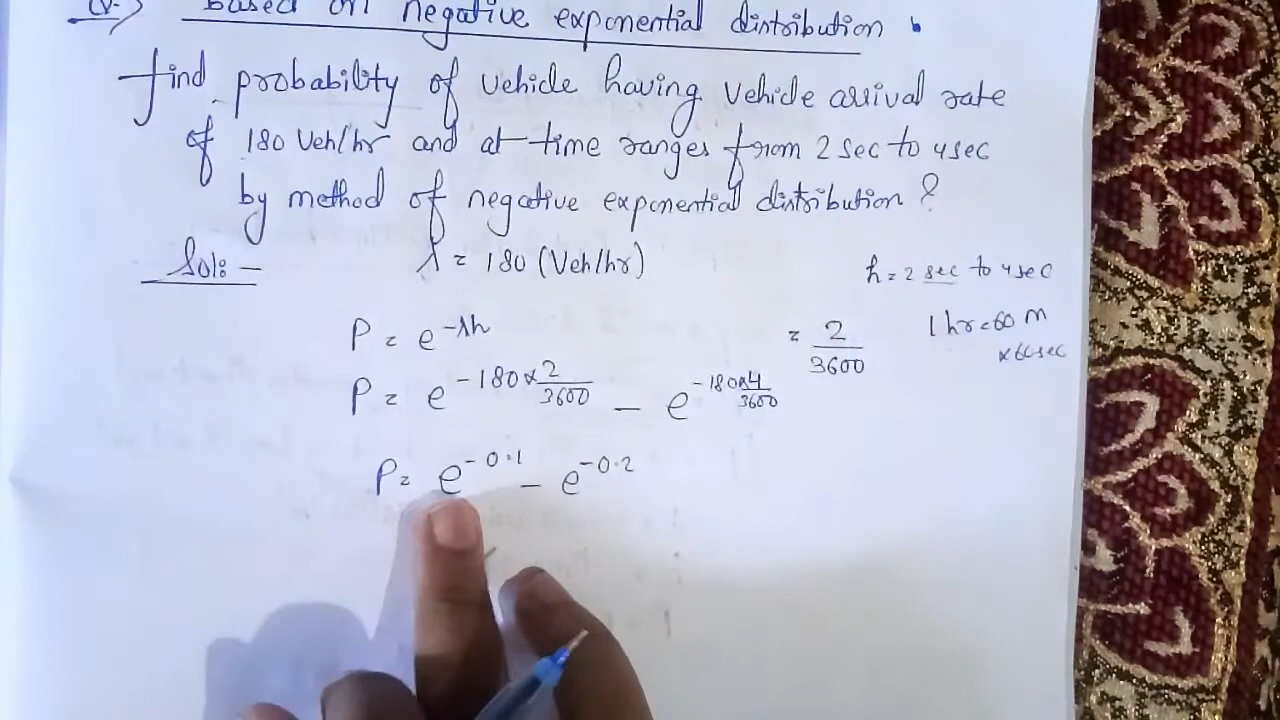 Q.) based on negative exponential distribution
find probability of vehicle having vehicle arrival rate
of 180 Veh/hr and at time ranges from 2 sec to 4 sec
by method of negative exponential distribution ?
Sol: - λ = 180 (Veh/hr) h = 2 sec to 4 sec
P = e^-λh = 2/3600 1 hr = 60 m × 60 sec
P = e^-180×2/3600 - e^-180×4/3600
P = e^-0.1 - e^-0.2